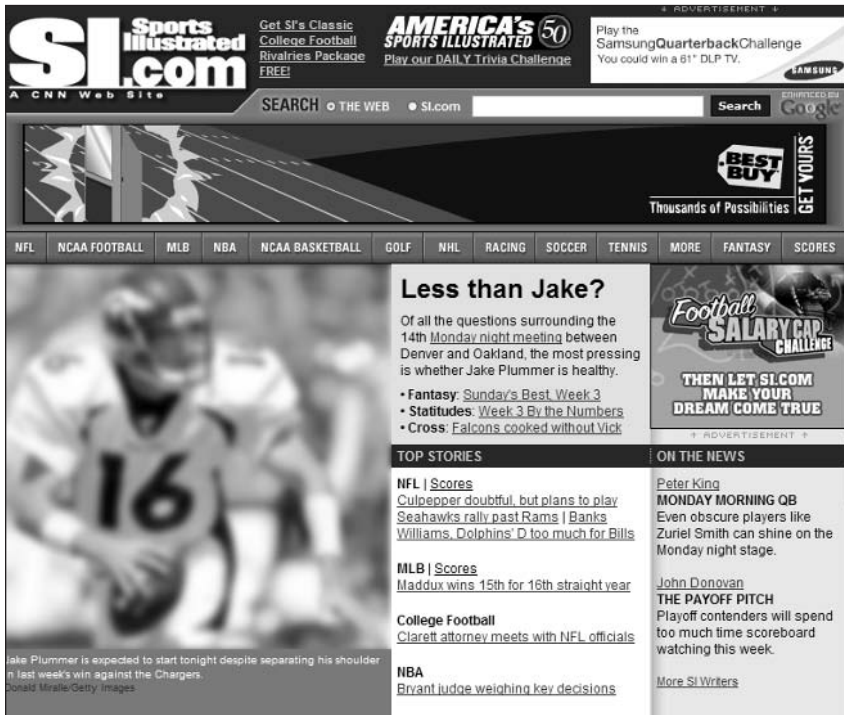 SI.com
Sports
Illustrated
A CNN Web Site
Get SI's Classic
College Football
Rivalries Package
FREE!
AMERICA'S
SPORTS ILLUSTRATED 50
Play our DAILY Trivia Challenge
ADVERTISEMENT
Play the
SamsungQuarterbackChallenge
You could win a 61" DLP TV.
SAMSUNG
SEARCH THE WEB SI.com Search
ENHANCED BY
Google
BEST
BUY
Thousands of Possibilities
GET YOURS
NFL NCAA FOOTBALL MLB NBA NCAA BASKETBALL GOLF NHL RACING SOCCER TENNIS MORE FANTASY SCORES
16
Jake Plummer is expected to start tonight despite separating his shoulder
in last week's win against the Chargers.
Donald Miralle/Getty Images
Less than Jake?
Of all the questions surrounding the
14th Monday night meeting between
Denver and Oakland, the most pressing
is whether Jake Plummer is healthy.
• Fantasy: Sunday's Best, Week 3
• Statitudes: Week 3 By the Numbers
• Cross: Falcons cooked without Vick
Football
SALARY CAP
CHALLENGE
THEN LET SI.COM
MAKE YOUR
DREAM COME TRUE
ADVERTISEMENT
TOP STORIES
NFL | Scores
Culpepper doubtful, but plans to play
Seahawks rally past Rams | Banks
Williams, Dolphins' D too much for Bills
MLB | Scores
Maddux wins 15th for 16th straight year
College Football
Clarett attorney meets with NFL officials
NBA
Bryant judge weighing key decisions
ON THE NEWS
Peter King
MONDAY MORNING QB
Even obscure players like
Zuriel Smith can shine on the
Monday night stage.
John Donovan
THE PAYOFF PITCH
Playoff contenders will spend
too much time scoreboard
watching this week.
More SI Writers